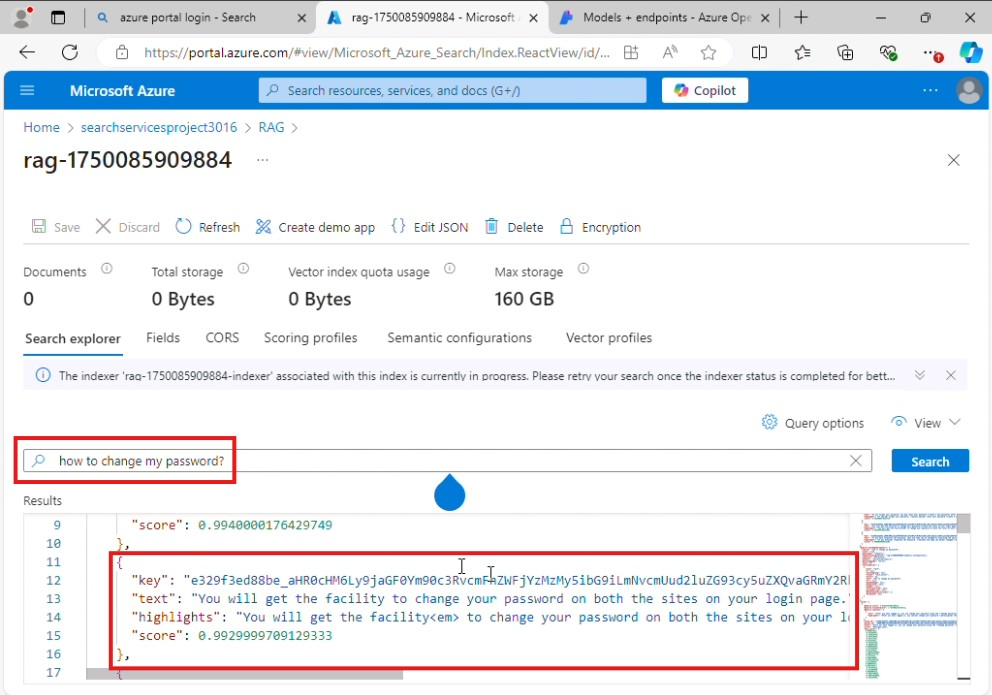 azure portal login - Search
rag-1750085909884 - Microsoft
Models + endpoints - Azure Ope
https://portal.azure.com/#view/Microsoft_Azure_Search/Index.ReactView/id/...
Microsoft Azure
Search resources, services, and docs (G+/)
Copilot
Home > searchservicesproject3016 > RAG >
rag-1750085909884 ...
Save Discard Refresh Create demo app {} Edit JSON Delete Encryption
Documents Total storage Vector index quota usage Max storage
0 0 Bytes 0 Bytes 160 GB
Search explorer Fields CORS Scoring profiles Semantic configurations Vector profiles
The indexer 'rag-1750085909884-indexer' associated with this index is currently in progress. Please retry your search once the indexer status is completed for bett...
Query options View
how to change my password?
Search
Results
9 "score": 0.9940000176429749
10 },
11 {
12 "key":
13 "text": "You will get the facility to change your password on both the sites on your login page."
14 "highlights": "You will get the facility<em> to change your password on both the sites on your
15 "score": 0.9929999709129333
16 },
17 {